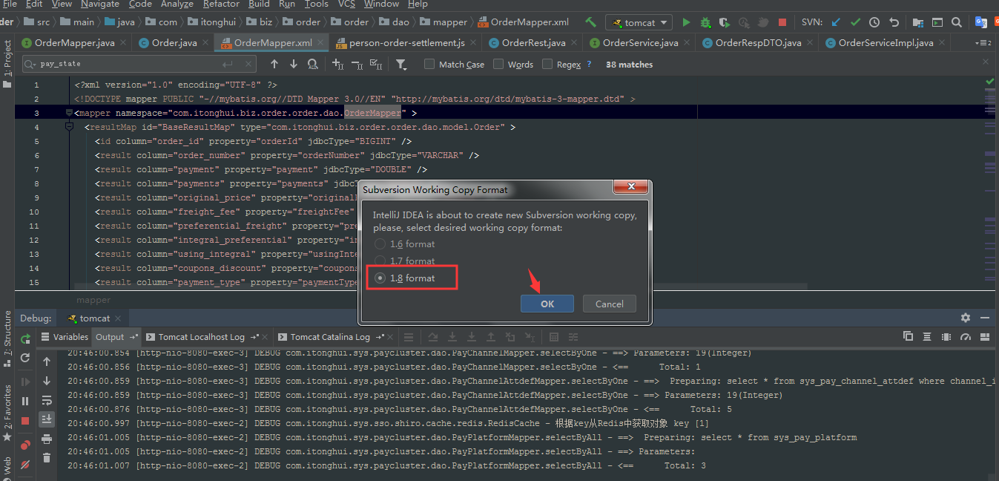 File Edit View Navigate Code Analyze Refactor Build Run Tools VCS Window Help
der src main java com itonghui biz order order dao mapper OrderMapper.xml tomcat SVN:
OrderMapper.java Order.java OrderMapper.xml person-order-settlement.js OrderRest.java OrderService.java OrderRespDTO.java OrderServiceImpl.java
pay_state Match Case Words Regex ? 38 matches
1 <?xml version="1.0" encoding="UTF-8" ?>
2 <!DOCTYPE mapper PUBLIC "-//mybatis.org//DTD Mapper 3.0//EN" "http://mybatis.org/dtd/mybatis-3-mapper.dtd" >
3 <mapper namespace="com.itonghui.biz.order.order.dao.OrderMapper" >
4 <resultMap id="BaseResultMap" type="com.itonghui.biz.order.order.dao.model.Order" >
5 <id column="order_id" property="orderId" jdbcType="BIGINT" />
6 <result column="order_number" property="orderNumber" jdbcType="VARCHAR" />
7 <result column="payment" property="payment" jdbcType="DOUBLE" />
8 <result column="payments" property="payments" jdbc
9 <result column="original_price" property="original
10 <result column="freight_fee" property="freightFee"
11 <result column="preferential_freight" property="pre
12 <result column="integral_preferential" property="in
13 <result column="using_integral" property="usingInte
14 <result column="coupons_discount" property="coupons
15 <result column="payment_type" property="paymentType
mapper
Subversion Working Copy Format
IntelliJ IDEA is about to create new Subversion working copy,
please, select desired working copy format:
1.6 format
1.7 format
1.8 format
OK Cancel
1: Project
7: Structure
2: Favorites
Web
Debug: tomcat
Variables Output Tomcat Localhost Log Tomcat Catalina Log
20:46:00.854 [http-nio-8080-exec-3] DEBUG com.itonghui.sys.paycluster.dao.PayChannelMapper.selectByOne - ==> Parameters: 19(Integer)
20:46:00.856 [http-nio-8080-exec-3] DEBUG com.itonghui.sys.paycluster.dao.PayChannelMapper.selectByOne - <== Total: 1
20:46:00.859 [http-nio-8080-exec-3] DEBUG com.itonghui.sys.paycluster.dao.PayChannelAttdefMapper.selectByOne - ==> Preparing: select * from sys_pay_channel_attdef where channel_i
20:46:00.859 [http-nio-8080-exec-3] DEBUG com.itonghui.sys.paycluster.dao.PayChannelAttdefMapper.selectByOne - ==> Parameters: 19(Integer)
20:46:00.876 [http-nio-8080-exec-3] DEBUG com.itonghui.sys.paycluster.dao.PayChannelAttdefMapper.selectByOne - <== Total: 5
20:46:00.997 [http-nio-8080-exec-2] DEBUG com.itonghui.sys.sso.shiro.cache.redis.RedisCache - 根据key从Redis中获取对象 key [1]
20:46:01.005 [http-nio-8080-exec-2] DEBUG com.itonghui.sys.paycluster.dao.PayPlatformMapper.selectByAll - ==> Preparing: select * from sys_pay_platform
20:46:01.005 [http-nio-8080-exec-2] DEBUG com.itonghui.sys.paycluster.dao.PayPlatformMapper.selectByAll - ==> Parameters:
20:46:01.007 [http-nio-8080-exec-2] DEBUG com.itonghui.sys.paycluster.dao.PayPlatformMapper.selectByAll - <== Total: 3